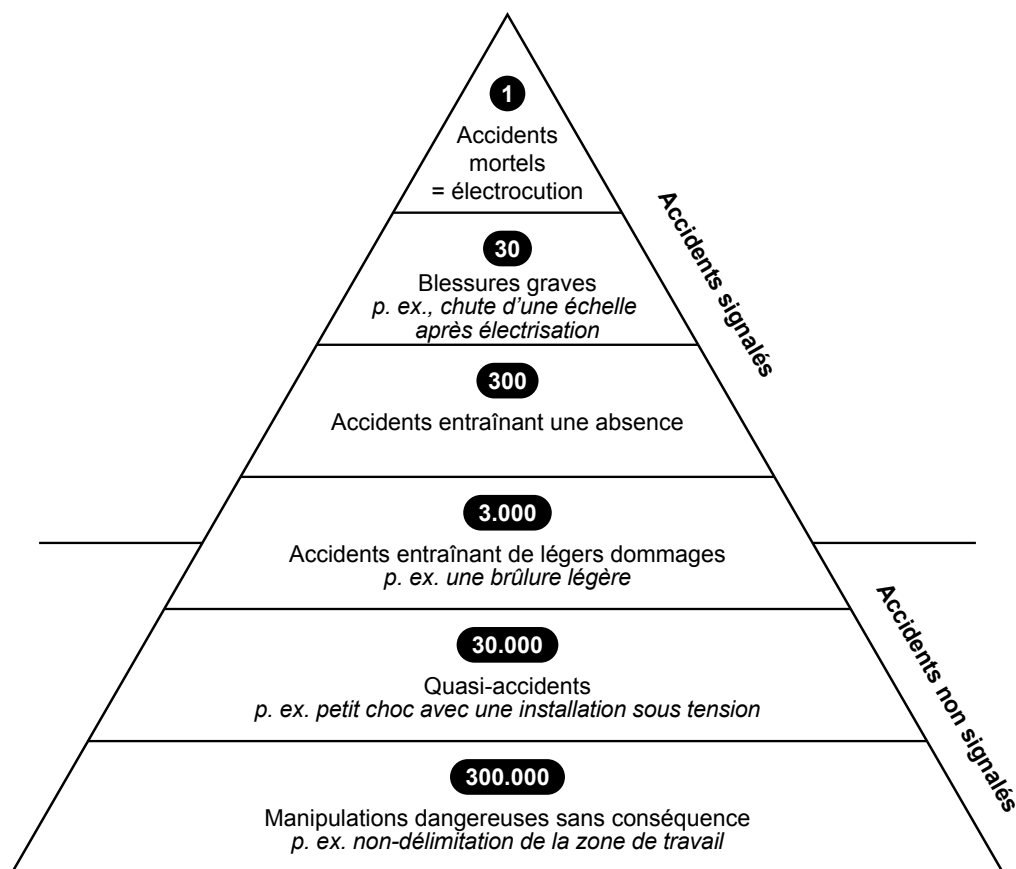 1
Accidents
mortels
= électrocution
Accidents signalés
30
Blessures graves
p. ex., chute d’une échelle
après électrisation
300
Accidents entraînant une absence
3.000
Accidents entraînant de légers dommages
p. ex. une brûlure légère
Accidents non signalés
30.000
Quasi-accidents
p. ex. petit choc avec une installation sous tension
300.000
Manipulations dangereuses sans conséquence
p. ex. non-délimitation de la zone de travail